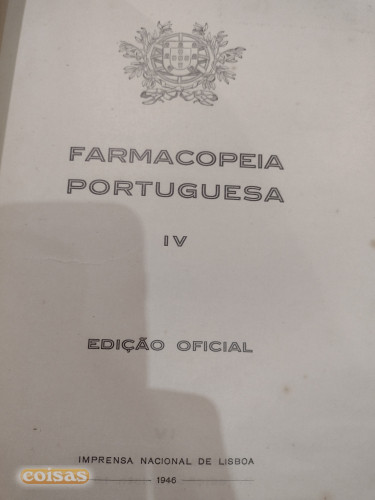 FARMACOPEIA
PORTUGUESA
IV
EDIÇÃO OFICIAL
IMPRENSA NACIONAL DE LISBOA
1946
coisas